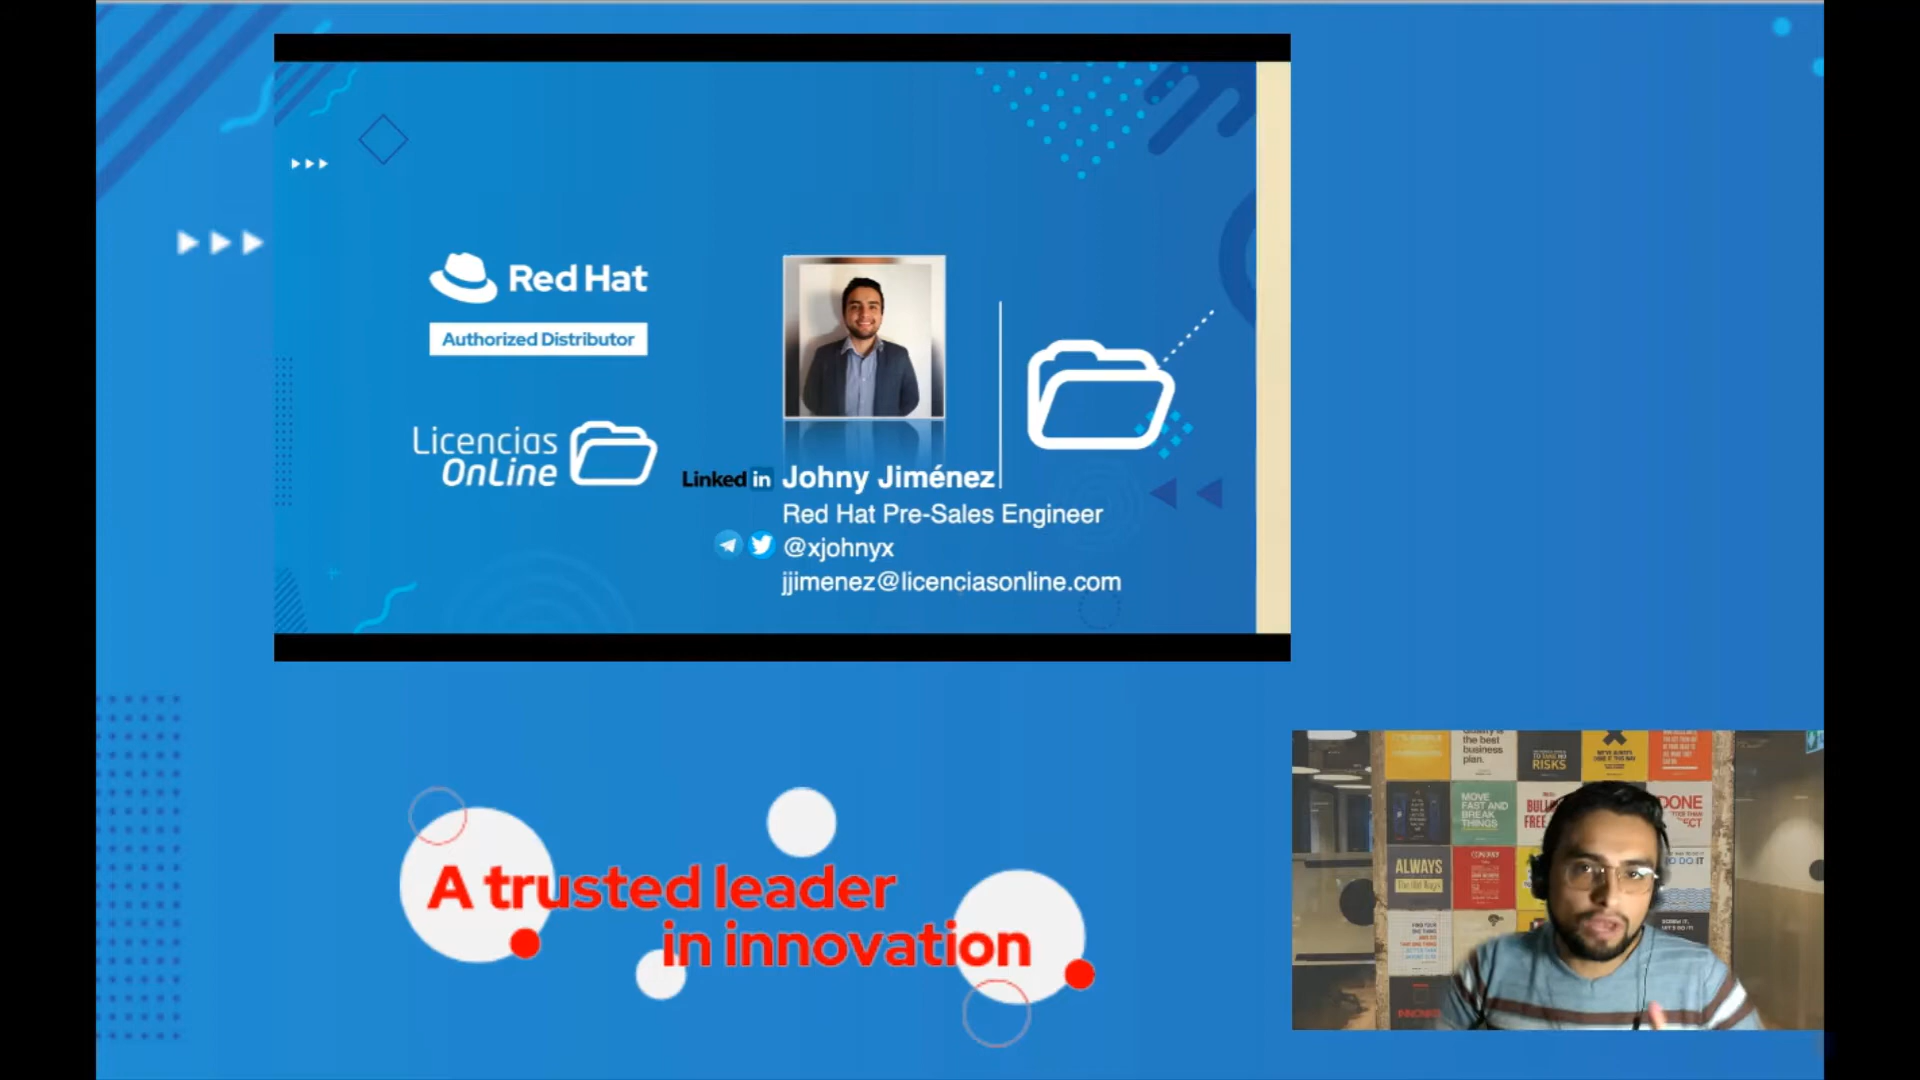 Red Hat
Authorized Distributor
Licencias
OnLine
Linked in Johny Jiménez
Red Hat Pre-Sales Engineer
@xjohnyx
jjimenez@licenciasonline.com
A trusted leader
in innovation
the best
business
plan.
RISKS
MOVE
FAST AND
BREAK
THINGS
DONE
ALWAYS